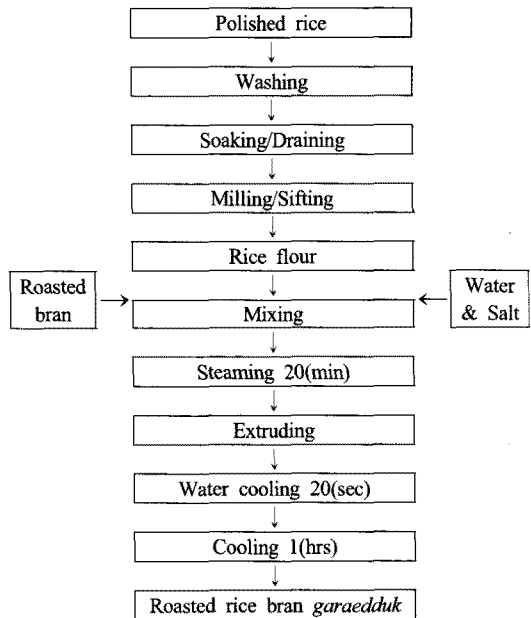 Polished rice
Washing
Soaking/Draining
Milling/Sifting
Rice flour
Roasted
bran
Mixing
Water
& Salt
Steaming 20(min)
Extruding
Water cooling 20(sec)
Cooling 1(hrs)
Roasted rice bran garaedduk